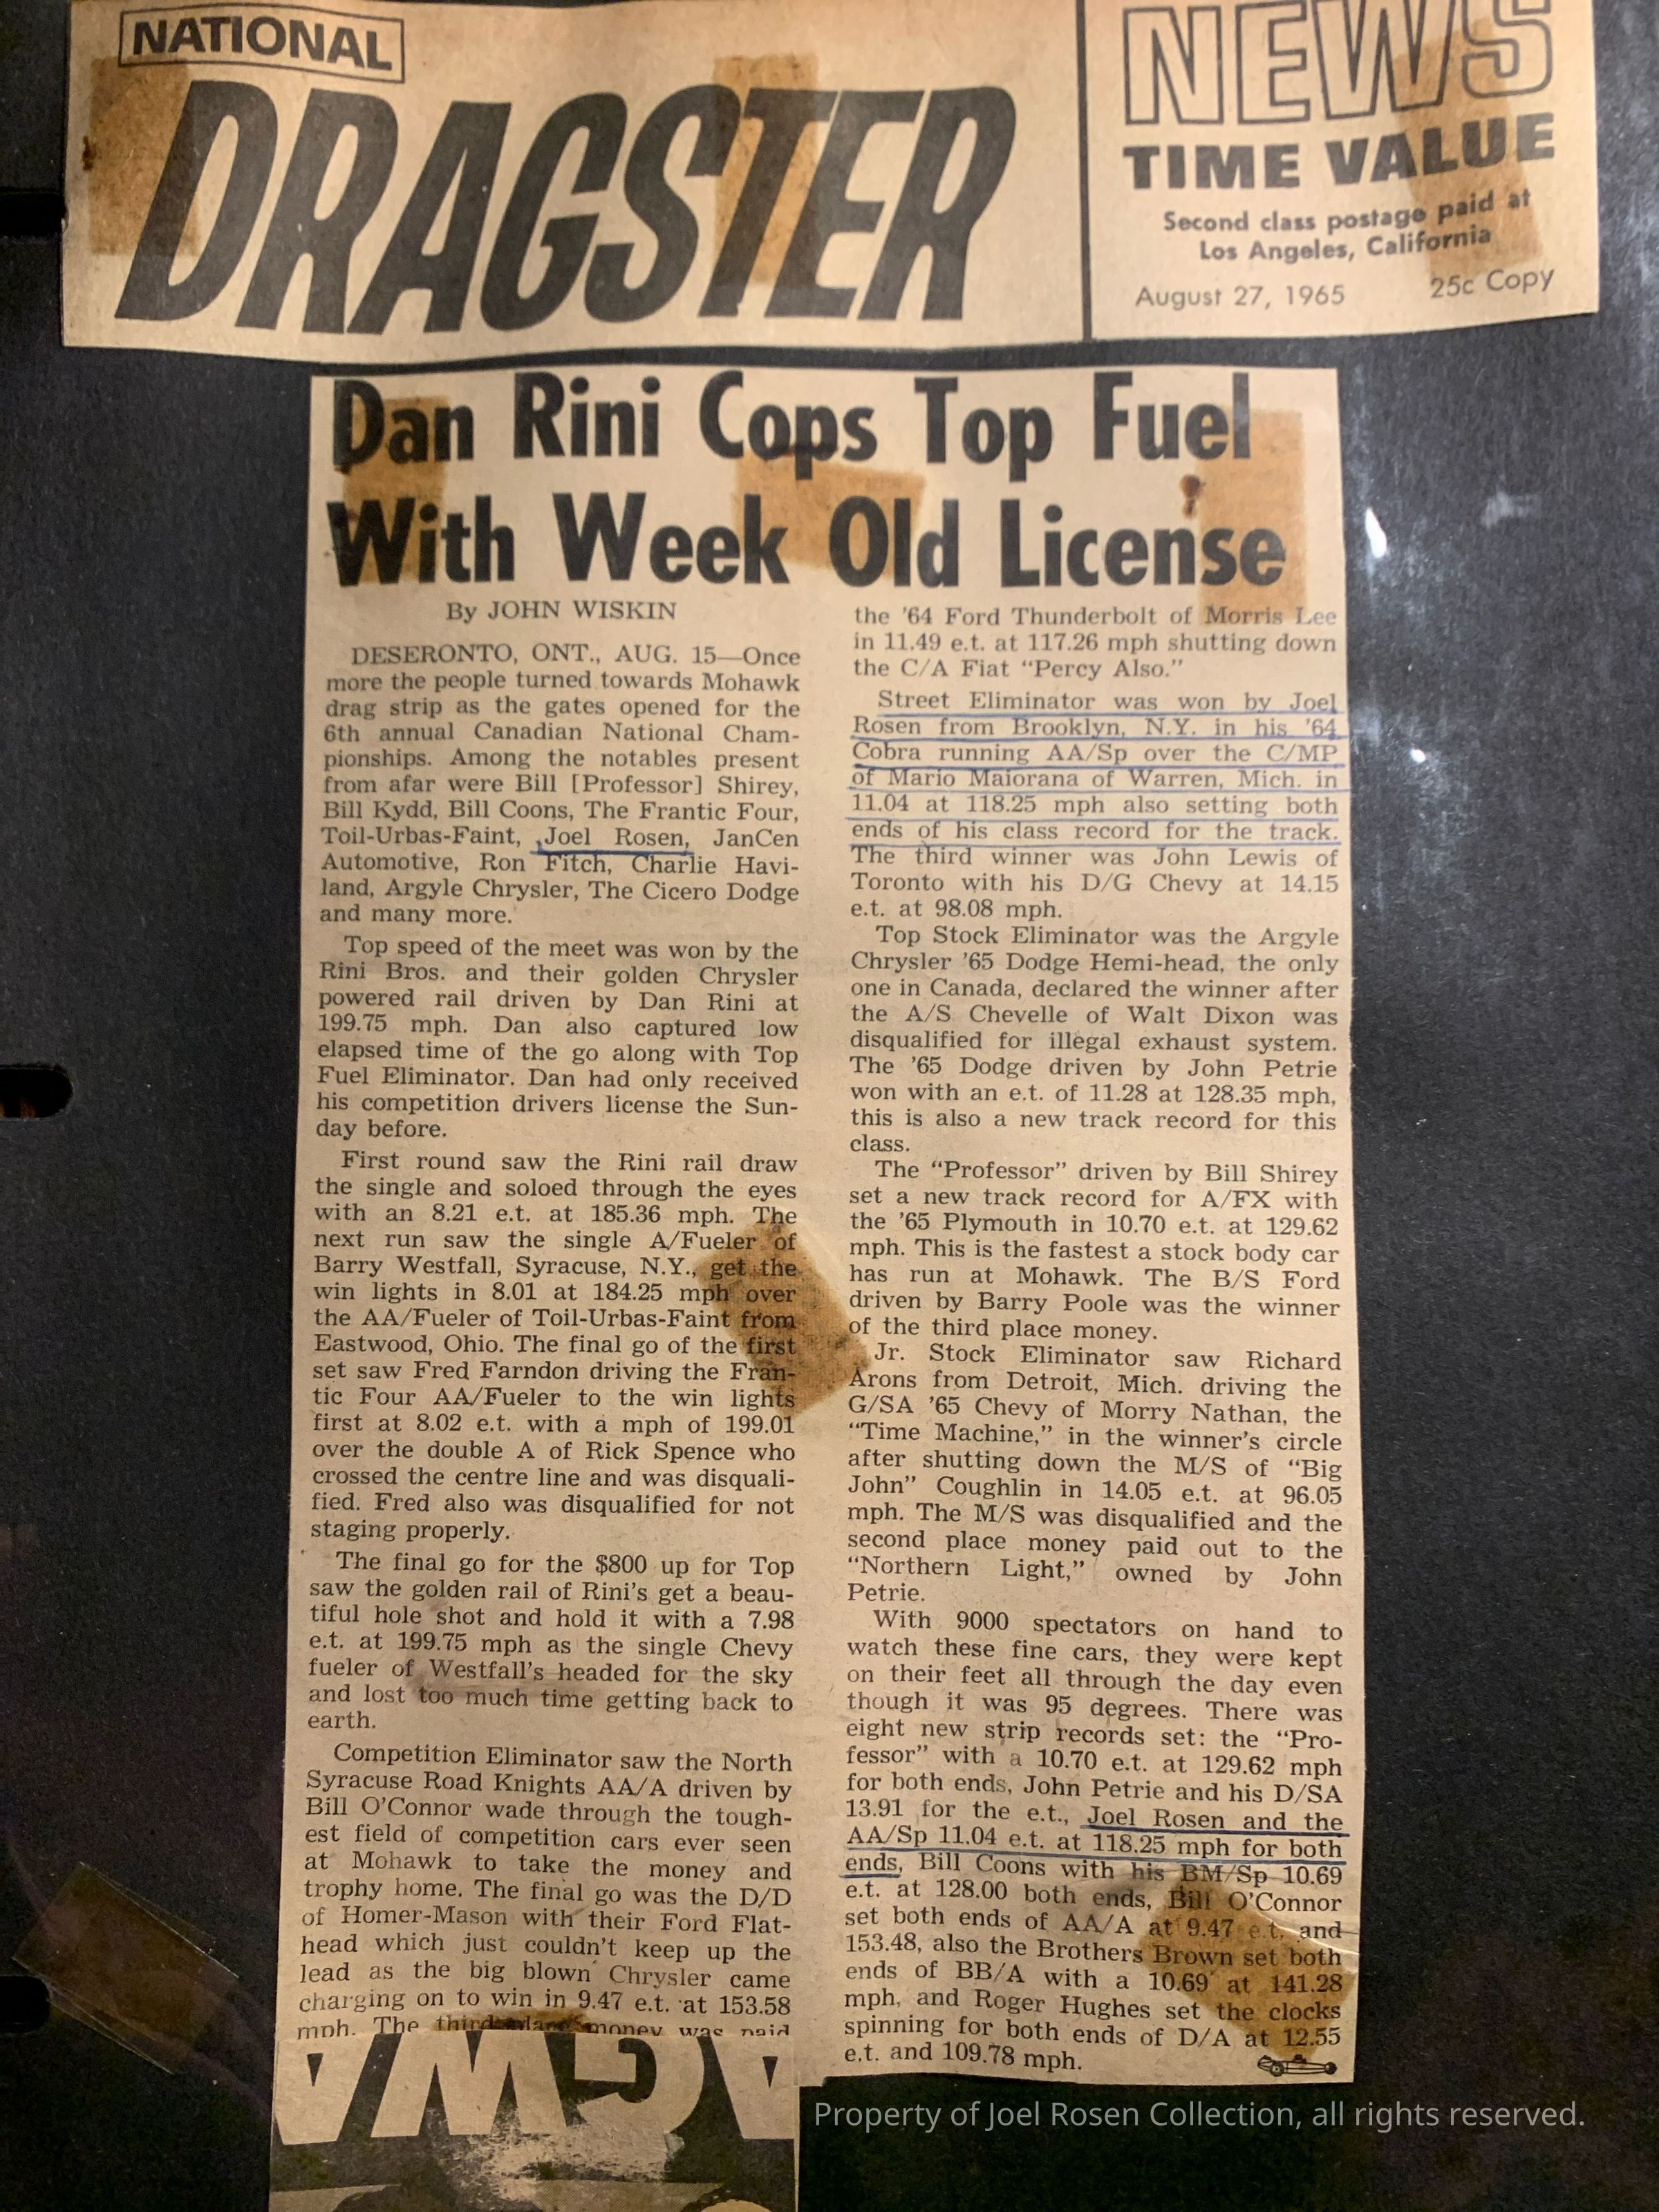 NATIONAL
DRAGSTER
NEWS
TIME VALUE
Second class postage paid at
Los Angeles, California
August 27, 1965 25c Copy
Dan Rini Cops Top Fuel
With Week Old License
By JOHN WISKIN
DESERONTO, ONT., AUG. 15—Once
more the people turned towards Mohawk
drag strip as the gates opened for the
6th annual Canadian National Cham-
pionships. Among the notables present
from afar were Bill [Professor] Shirey,
Bill Kydd, Bill Coons, The Frantic Four,
Toil-Urbas-Faint, Joel Rosen, JanCen
Automotive, Ron Fitch, Charlie Havi-
land, Argyle Chrysler, The Cicero Dodge
and many more.
Top speed of the meet was won by the
Rini Bros. and their golden Chrysler
powered rail driven by Dan Rini at
199.75 mph. Dan also captured low
elapsed time of the go along with Top
Fuel Eliminator. Dan had only received
his competition drivers license the Sun-
day before.
First round saw the Rini rail draw
the single and soloed through the eyes
with an 8.21 e.t. at 185.36 mph. The
next run saw the single A/Fueler of
Barry Westfall, Syracuse, N.Y., get the
win lights in 8.01 at 184.25 mph over
the AA/Fueler of Toil-Urbas-Faint from
Eastwood, Ohio. The final go of the first
set saw Fred Farndon driving the Fran-
tic Four AA/Fueler to the win lights
first at 8.02 e.t. with a mph of 199.01
over the double A of Rick Spence who
crossed the centre line and was disquali-
fied. Fred also was disqualified for not
staging properly.
The final go for the $800 up for Top
saw the golden rail of Rini's get a beau-
tiful hole shot and hold it with a 7.98
e.t. at 199.75 mph as the single Chevy
fueler of Westfall's headed for the sky
and lost too much time getting back to
earth.
Competition Eliminator saw the North
Syracuse Road Knights AA/A driven by
Bill O'Connor wade through the tough-
est field of competition cars ever seen
at Mohawk to take the money and
trophy home. The final go was the D/D
of Homer-Mason with their Ford Flat-
head which just couldn't keep up the
lead as the big blown Chrysler came
charging on to win in 9.47 e.t. at 153.58
mph. The third place money was paid
the '64 Ford Thunderbolt of Morris Lee
in 11.49 e.t. at 117.26 mph shutting down
the C/A Fiat "Percy Also."
Street Eliminator was won by Joel
Rosen from Brooklyn, N.Y. in his '64
Cobra running AA/Sp over the C/MP
of Mario Maiorana of Warren, Mich. in
11.04 at 118.25 mph also setting both
ends of his class record for the track.
The third winner was John Lewis of
Toronto with his D/G Chevy at 14.15
e.t. at 98.08 mph.
Top Stock Eliminator was the Argyle
Chrysler '65 Dodge Hemi-head, the only
one in Canada, declared the winner after
the A/S Chevelle of Walt Dixon was
disqualified for illegal exhaust system.
The '65 Dodge driven by John Petrie
won with an e.t. of 11.28 at 128.35 mph,
this is also a new track record for this
class.
The "Professor" driven by Bill Shirey
set a new track record for A/FX with
the '65 Plymouth in 10.70 e.t. at 129.62
mph. This is the fastest a stock body car
has run at Mohawk. The B/S Ford
driven by Barry Poole was the winner
of the third place money.
Jr. Stock Eliminator saw Richard
Arons from Detroit, Mich. driving the
G/SA '65 Chevy of Morry Nathan, the
"Time Machine," in the winner's circle
after shutting down the M/S of "Big
John" Coughlin in 14.05 e.t. at 96.05
mph. The M/S was disqualified and the
second place money paid out to the
"Northern Light," owned by John
Petrie.
With 9000 spectators on hand to
watch these fine cars, they were kept
on their feet all through the day even
though it was 95 degrees. There was
eight new strip records set: the "Pro-
fessor" with a 10.70 e.t. at 129.62 mph
for both ends, John Petrie and his D/SA
13.91 for the e.t., Joel Rosen and the
AA/Sp 11.04 e.t. at 118.25 mph for both
ends, Bill Coons with his BM/Sp 10.69
e.t. at 128.00 both ends, Bill O'Connor
set both ends of AA/A at 9.47 e.t. and
153.48, also the Brothers Brown set both
ends of BB/A with a 10.69 at 141.28
mph, and Roger Hughes set the clocks
spinning for both ends of D/A at 12.55
e.t. and 109.78 mph.
Property of Joel Rosen Collection, all rights reserved.